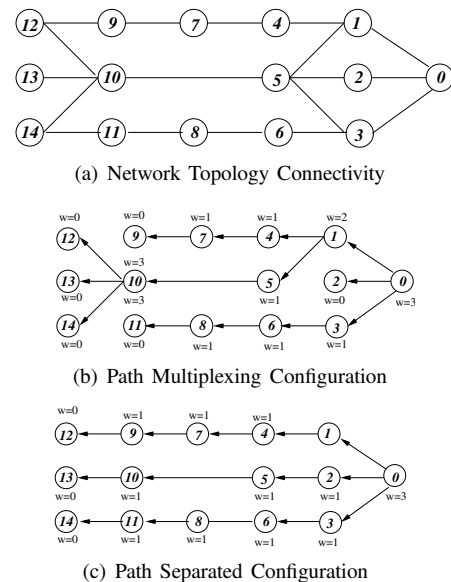 12 9 7 4 1
13 10 5 2 0
14 11 8 6 3
(a) Network Topology Connectivity
w=0 w=0 w=1 w=1 w=2
12 9 7 4 1
w=3
13 10 5 2 0
w=0 w=3 w=1 w=0 w=3
14 11 8 6 3
w=0 w=0 w=1 w=1 w=1
(b) Path Multiplexing Configuration
w=0 w=1 w=1 w=1
12 9 7 4 1
13 10 5 2 0
w=0 w=1 w=1 w=1 w=3
14 11 8 6 3
w=0 w=1 w=1 w=1 w=1
(c) Path Separated Configuration